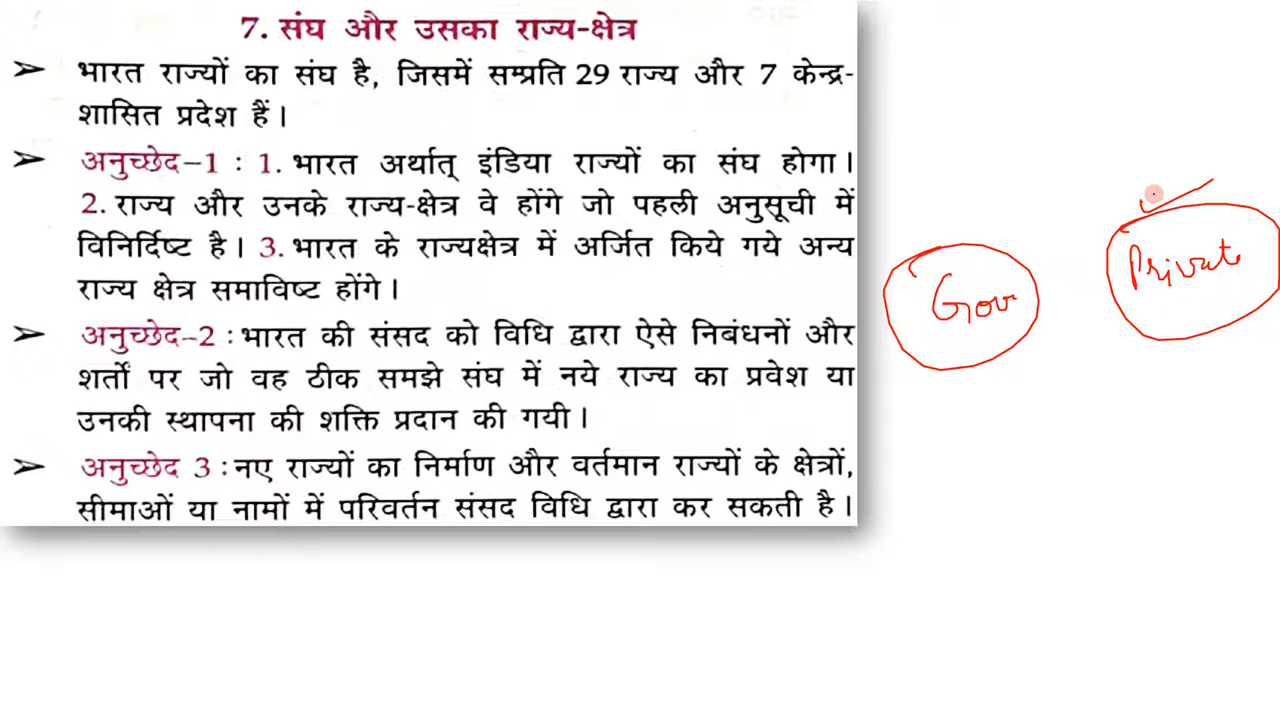 7. संघ और उसका राज्य-क्षेत्र
➢ भारत राज्यों का संघ है, जिसमें सम्प्रति 29 राज्य और 7 केन्द्र-
शासित प्रदेश हैं।
➢ अनुच्छेद-1 : 1. भारत अर्थात् इंडिया राज्यों का संघ होगा।
2. राज्य और उनके राज्य-क्षेत्र वे होंगे जो पहली अनुसूची में
विनिर्दिष्ट है। 3. भारत के राज्यक्षेत्र में अर्जित किये गये अन्य
राज्य क्षेत्र समाविष्ट होंगे।
➢ अनुच्छेद-2 : भारत की संसद को विधि द्वारा ऐसे निबंधनों और
शर्तों पर जो वह ठीक समझे संघ में नये राज्य का प्रवेश या
उनकी स्थापना की शक्ति प्रदान की गयी।
➢ अनुच्छेद 3 : नए राज्यों का निर्माण और वर्तमान राज्यों के क्षेत्रों,
सीमाओं या नामों में परिवर्तन संसद विधि द्वारा कर सकती है।
Gov
Private